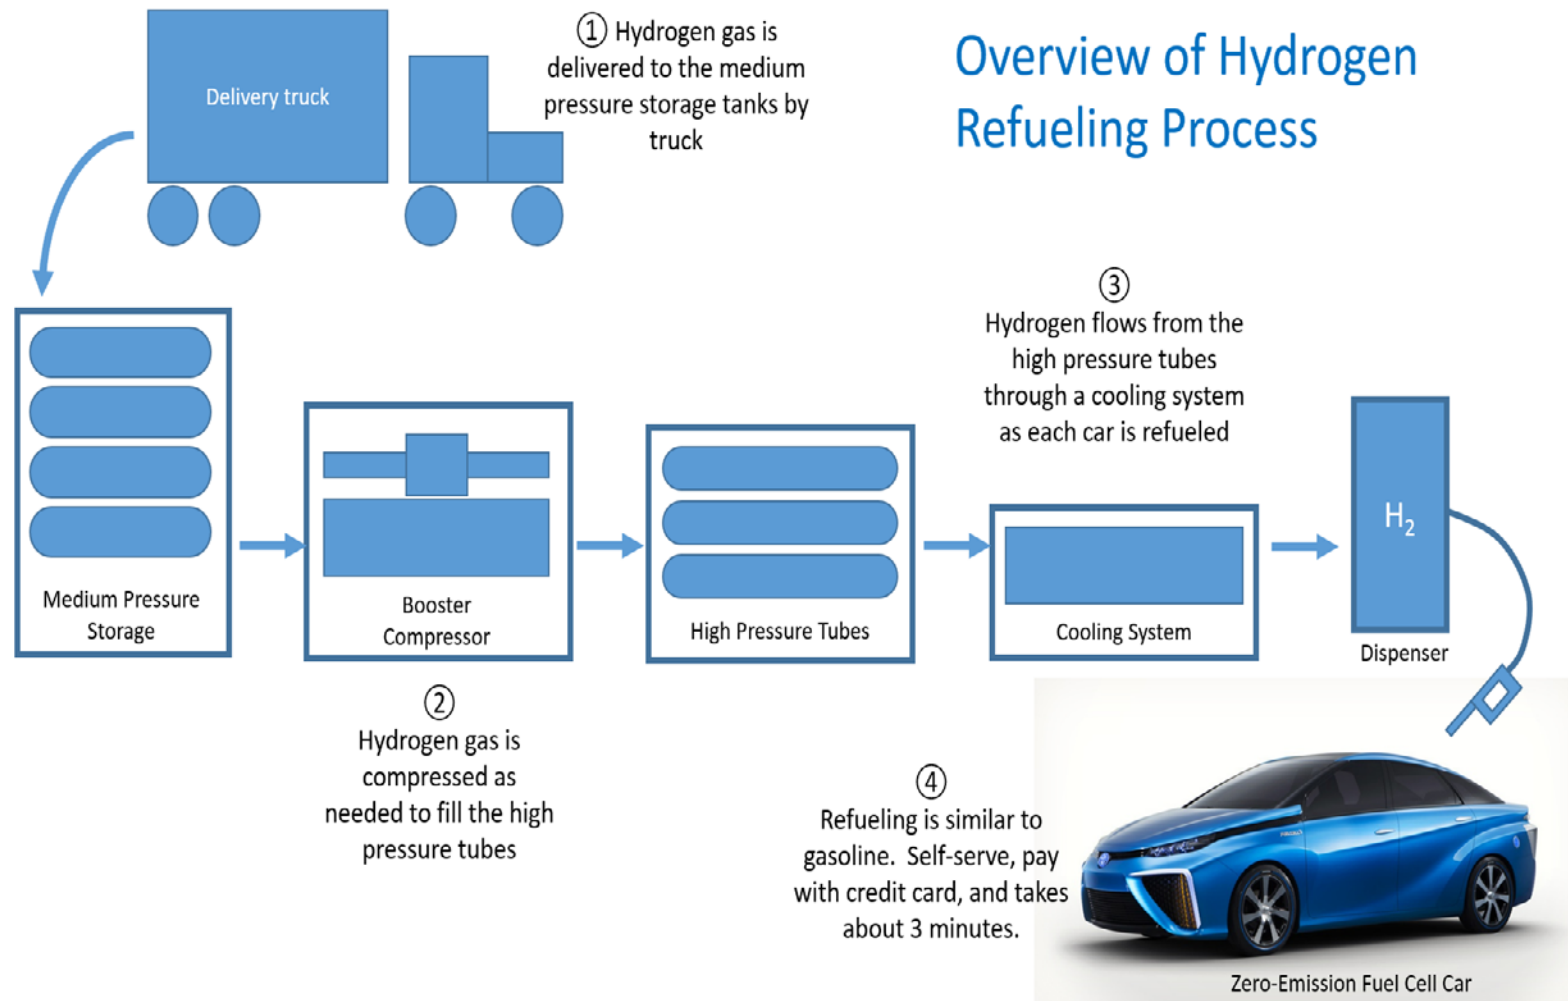 Overview of Hydrogen
Refueling Process
Delivery truck
① Hydrogen gas is
delivered to the medium
pressure storage tanks by
truck
Medium Pressure
Storage
Booster
Compressor
②
Hydrogen gas is
compressed as
needed to fill the high
pressure tubes
High Pressure Tubes
③
Hydrogen flows from the
high pressure tubes
through a cooling system
as each car is refueled
Cooling System
H₂
Dispenser
④
Refueling is similar to
gasoline.  Self-serve, pay
with credit card, and takes
about 3 minutes.
Zero-Emission Fuel Cell Car